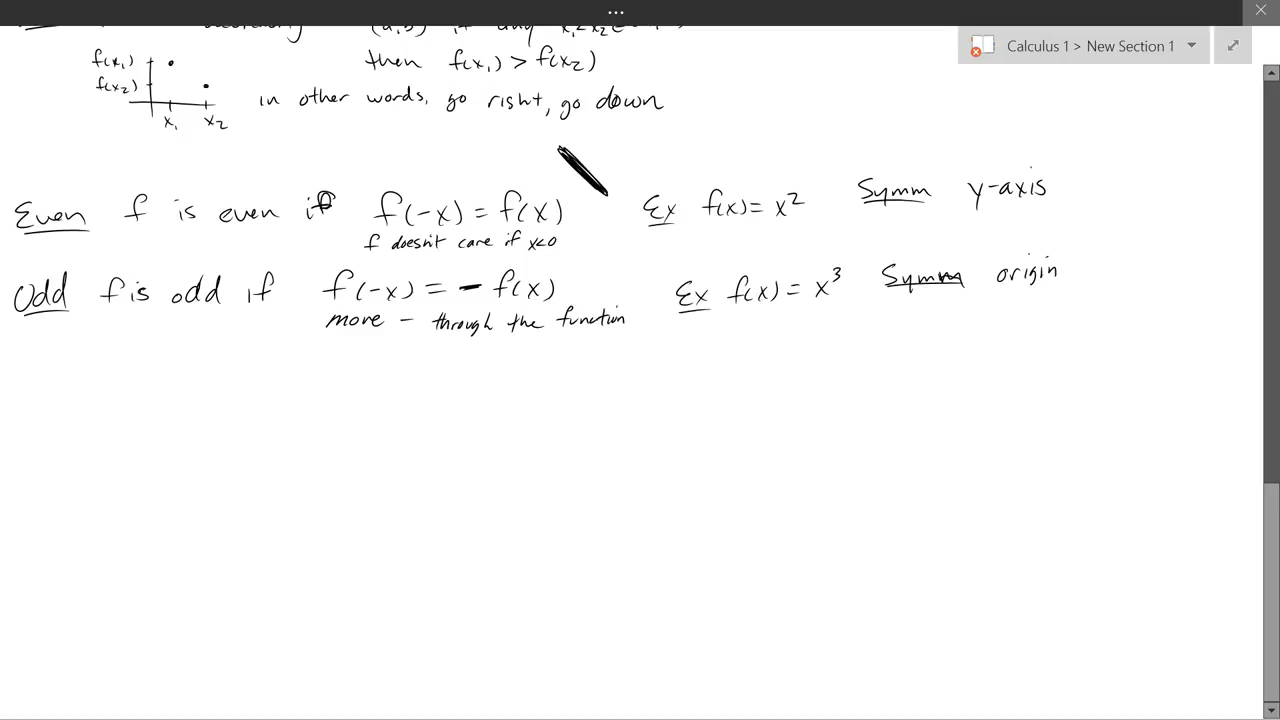 ...
Calculus 1 > New Section 1
f(x₁)
f(x₂)
x₁ x₂
then f(x₁) > f(x₂)
in other words, go right, go down
Even f is even if f(-x) = f(x) Ex f(x) = x² Symm y-axis
f doesn't care if x<0
Odd f is odd if f(-x) = - f(x) Ex f(x) = x³ Symm origin
move - through the function